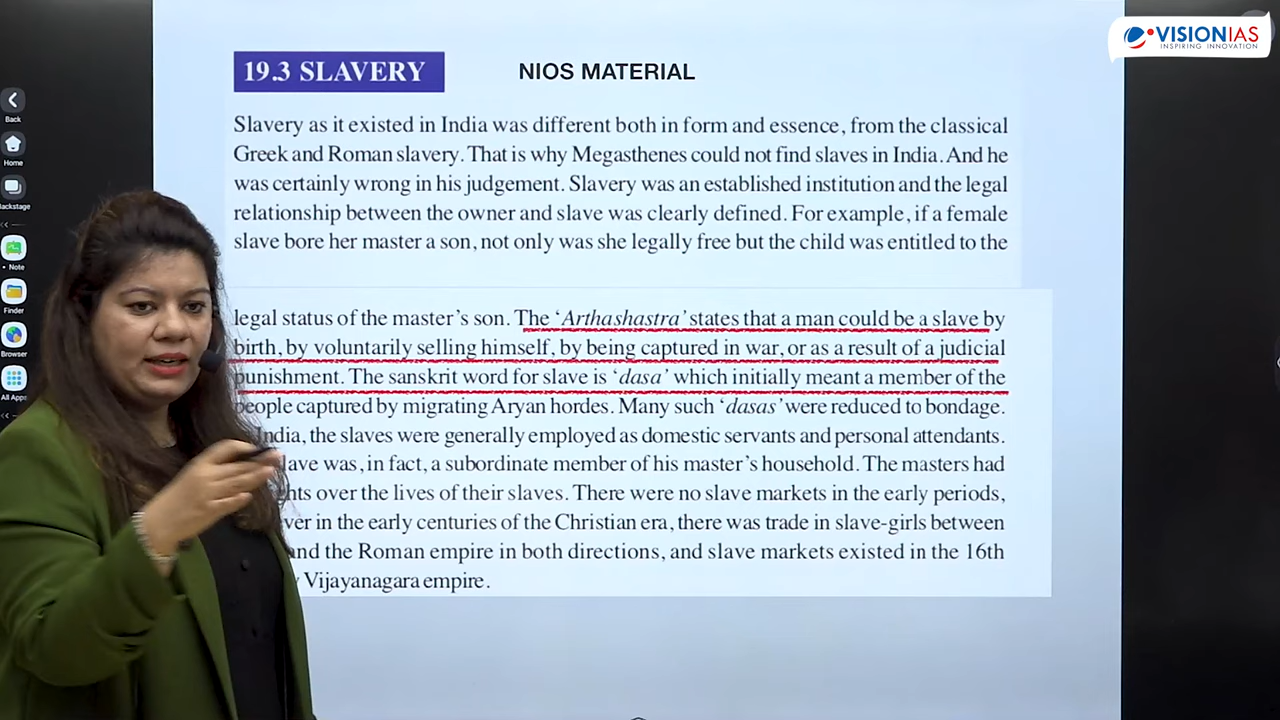 VISIONIAS
INSPIRING INNOVATION
19.3 SLAVERY NIOS MATERIAL
Slavery as it existed in India was different both in form and essence, from the classical
Greek and Roman slavery. That is why Megasthenes could not find slaves in India. And he
was certainly wrong in his judgement. Slavery was an established institution and the legal
relationship between the owner and slave was clearly defined. For example, if a female
slave bore her master a son, not only was she legally free but the child was entitled to the
legal status of the master's son. The 'Arthashastra' states that a man could be a slave by
birth, by voluntarily selling himself, by being captured in war, or as a result of a judicial
punishment. The sanskrit word for slave is 'dasa' which initially meant a member of the
people captured by migrating Aryan hordes. Many such 'dasas' were reduced to bondage.
India, the slaves were generally employed as domestic servants and personal attendants.
lave was, in fact, a subordinate member of his master's household. The masters had
hts over the lives of their slaves. There were no slave markets in the early periods,
ver in the early centuries of the Christian era, there was trade in slave-girls between
and the Roman empire in both directions, and slave markets existed in the 16th
Vijayanagara empire.
Back
Home
ackstage
Note
Finder
Browser
All Apps